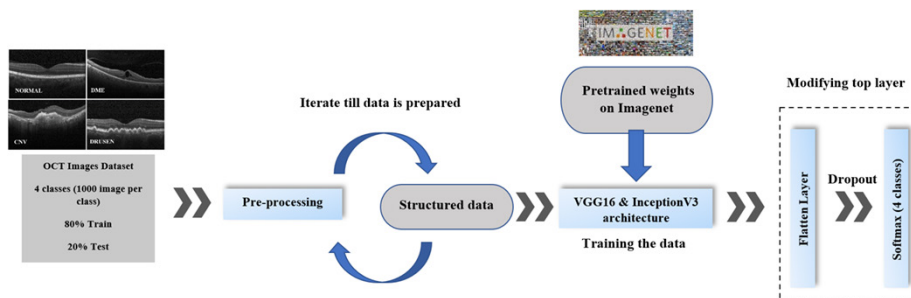 NORMAL
DME
CNV
DRUSEN
OCT Images Dataset
4 classes (1000 image per
class)
80% Train
20% Test
Pre-processing
Iterate till data is prepared
Structured data
IMAGENET
Pretrained weights
on Imagenet
VGG16 & InceptionV3
architecture
Training the data
Modifying top layer
Flatten Layer
Dropout
Softmax (4 classes)